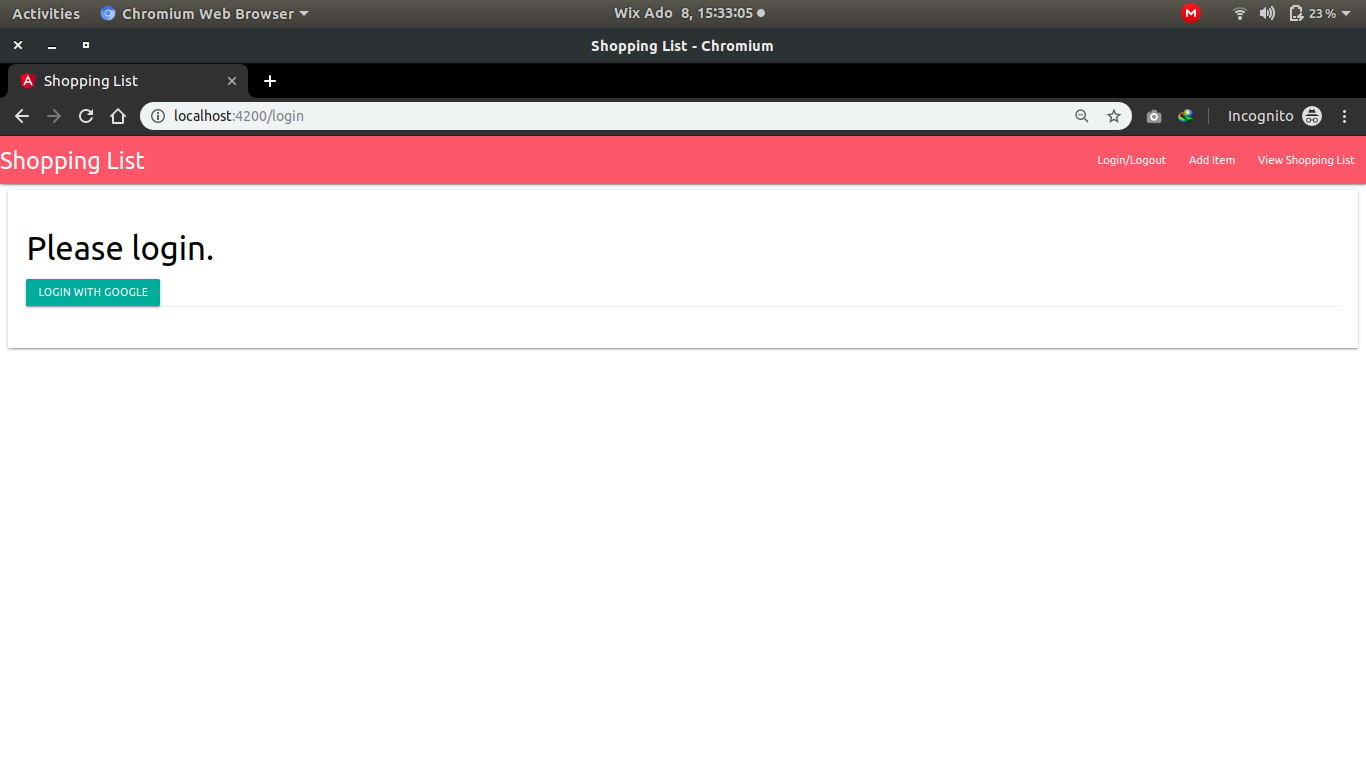 Activities Chromium Web Browser Wix Ado 8, 15:33:05 23 %
Shopping List - Chromium
Shopping List
localhost:4200/login Incognito
Shopping List Login/Logout Add Item View Shopping List
Please login.
LOGIN WITH GOOGLE